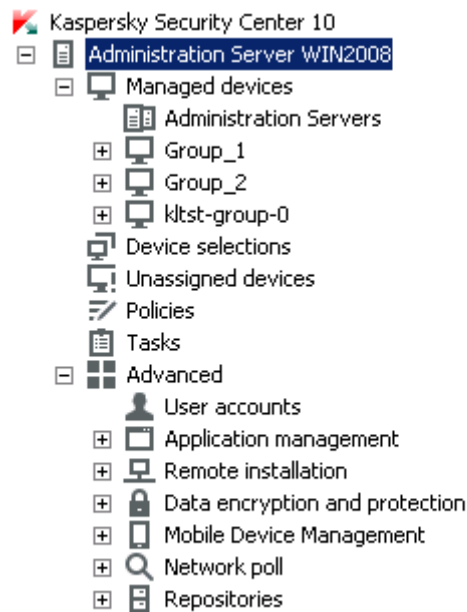 Kaspersky Security Center 10
Administration Server WIN2008
Managed devices
Administration Servers
Group_1
Group_2
kltst-group-0
Device selections
Unassigned devices
Policies
Tasks
Advanced
User accounts
Application management
Remote installation
Data encryption and protection
Mobile Device Management
Network poll
Repositories